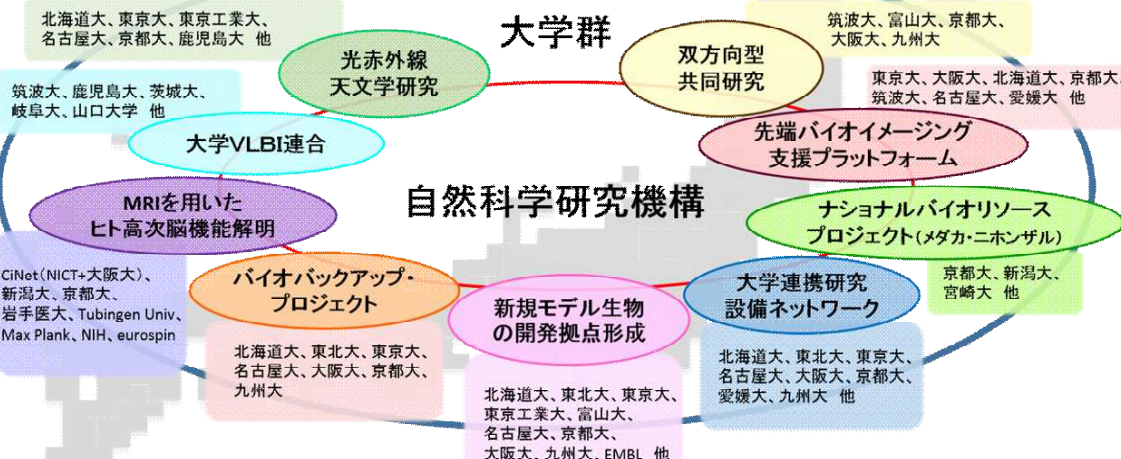 大学群
北海道大、東京大、東京工業大、
名古屋大、京都大、鹿児島大 他
光赤外線
天文学研究
双方向型
共同研究
筑波大、富山大、京都大、
大阪大、九州大
筑波大、鹿児島大、茨城大、
岐阜大、山口大学 他
大学VLBI連合
東京大、大阪大、北海道大、京都大、
筑波大、名古屋大、愛媛大 他
先端バイオイメージング
支援プラットフォーム
自然科学研究機構
MRIを用いた
ヒト高次脳機能解明
ナショナルバイオリソース
プロジェクト(メダカ・ニホンザル)
CiNet(NICT+大阪大)、
新潟大、京都大、
岩手医大、Tubingen Univ、
Max Plank、NIH、eurospin
バイオバックアップ・
プロジェクト
新規モデル生物
の開発拠点形成
大学連携研究
設備ネットワーク
京都大、新潟大、
宮崎大 他
北海道大、東北大、東京大、
名古屋大、大阪大、京都大、
九州大
北海道大、東北大、東京大、
東京工業大、富山大、
名古屋大、京都大、
大阪大、九州大、EMBL 他
北海道大、東北大、東京大、
名古屋大、大阪大、京都大、
愛媛大、九州大 他